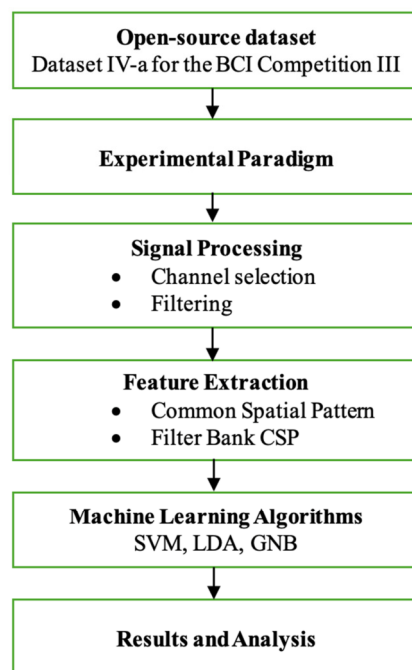 Open-source dataset
Dataset IV-a for the BCI Competition III
Experimental Paradigm
Signal Processing
• Channel selection
• Filtering
Feature Extraction
• Common Spatial Pattern
• Filter Bank CSP
Machine Learning Algorithms
SVM, LDA, GNB
Results and Analysis